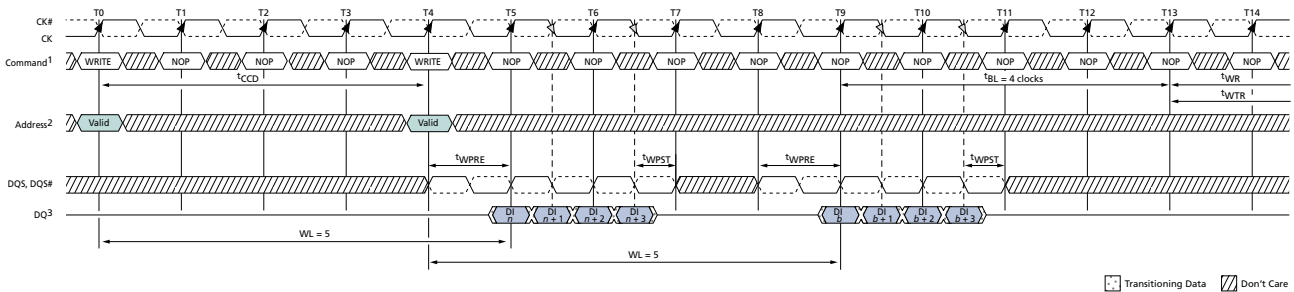 T0 T1 T2 T3 T4 T5 T6 T7 T8 T9 T10 T11 T12 T13 T14
CK#
CK
Command1 WRITE NOP NOP NOP WRITE NOP NOP NOP NOP NOP NOP NOP NOP NOP NOP
tCCD tBL = 4 clocks tWR
tWTR
Address2 Valid Valid
tWPRE tWPST tWPRE tWPST
DQS, DQS#
DQ3 DI n DI n + 1 DI n + 2 DI n + 3 DI b DI b + 1 DI b + 2 DI b + 3
WL = 5
WL = 5
Transitioning Data Don't Care